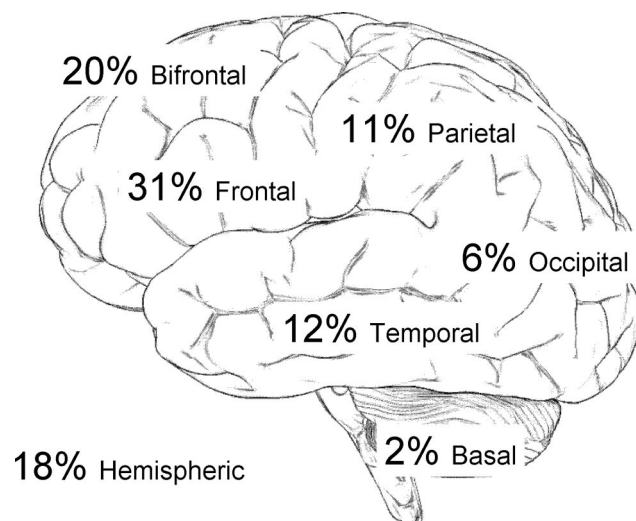 20% Bifrontal
11% Parietal
31% Frontal
6% Occipital
12% Temporal
2% Basal
18% Hemispheric